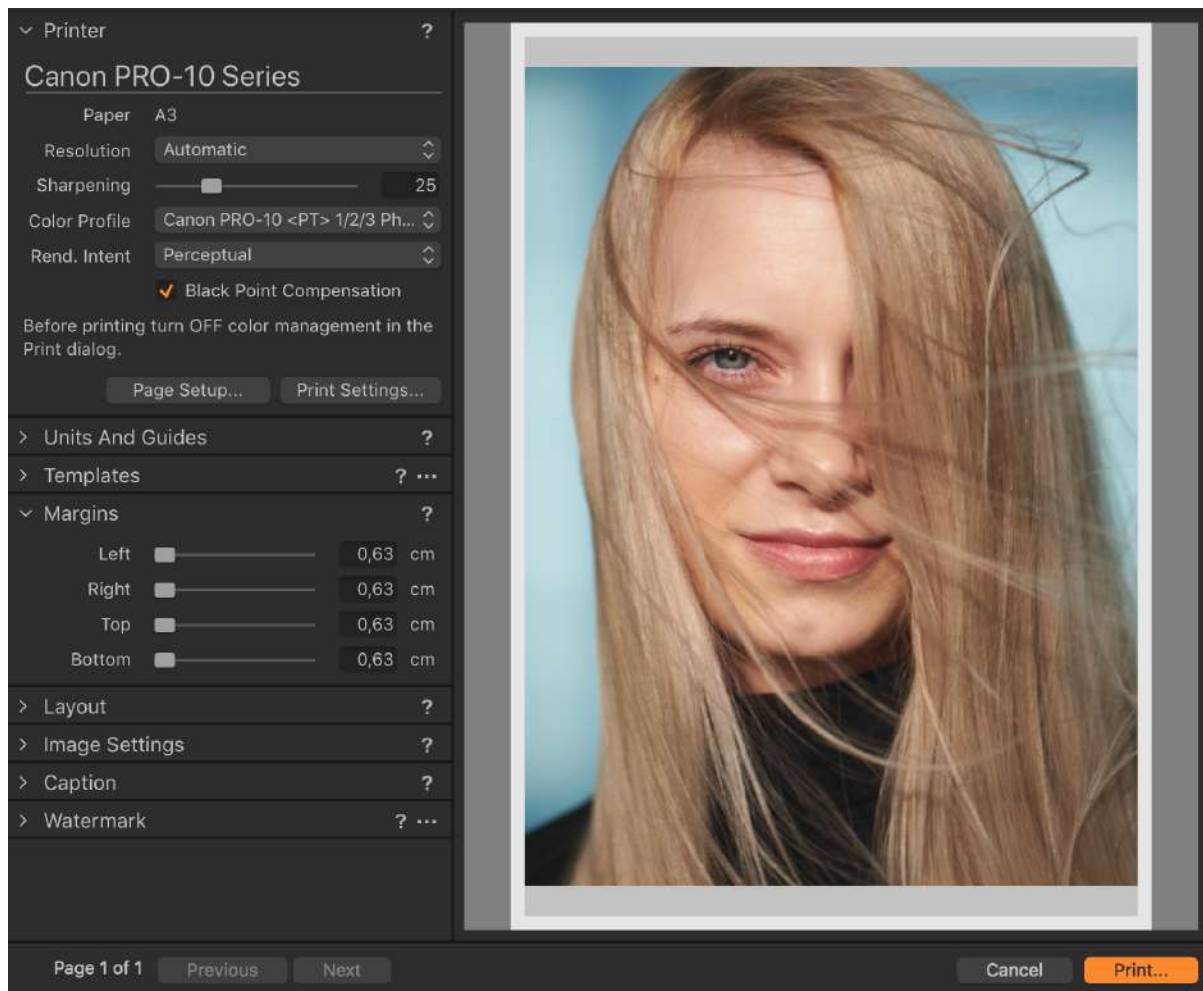 Printer ?
Canon PRO-10 Series
Paper A3
Resolution Automatic
Sharpening 25
Color Profile Canon PRO-10 <PT> 1/2/3 Ph...
Rend. Intent Perceptual
Black Point Compensation
Before printing turn OFF color management in the
Print dialog.
Page Setup... Print Settings...
Units And Guides ?
Templates ? ...
Margins ?
Left 0,63 cm
Right 0,63 cm
Top 0,63 cm
Bottom 0,63 cm
Layout ?
Image Settings ?
Caption ?
Watermark ? ...
Page 1 of 1 Previous Next Cancel Print...